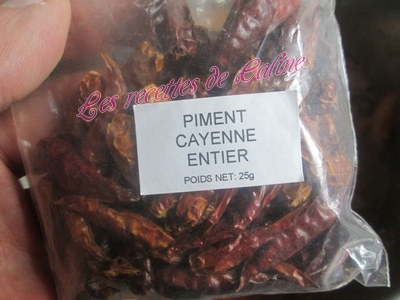 Les recettes de Caline
PIMENT
CAYENNE
ENTIER
POIDS NET: 25g